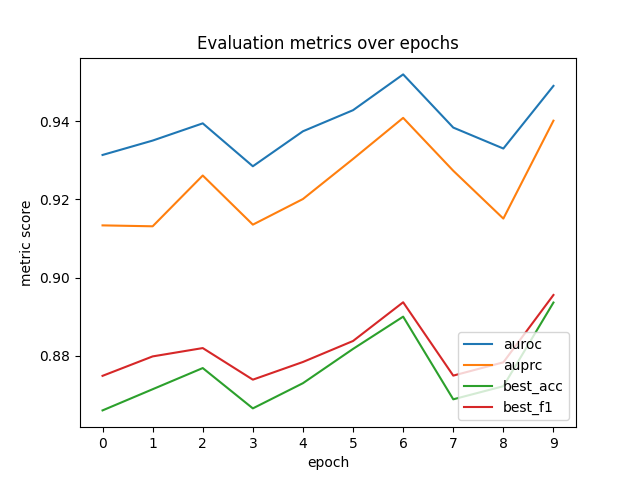 Evaluation metrics over epochs
metric score
0.94
0.92
0.90
0.88
auroc
auprc
best_acc
best_f1
0 1 2 3 4 5 6 7 8 9
epoch